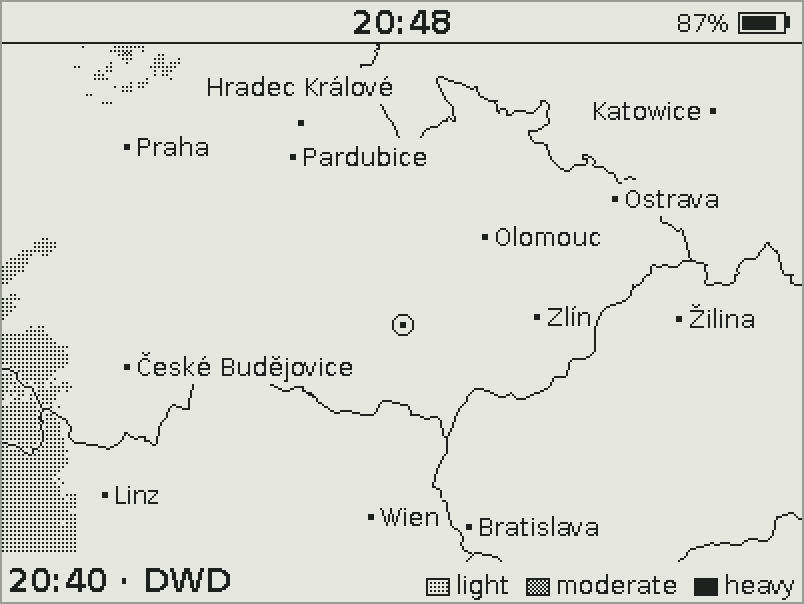 20:48
87%
Hradec Králové
Katowice
Praha
Pardubice
Ostrava
Olomouc
Zlín
Žilina
České Budějovice
Linz
Wien
Bratislava
20:40 · DWD
light moderate heavy